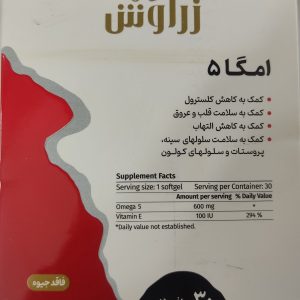 زراوش
امگا ۵
کمک به کاهش کلسترول
کمک به سلامت قلب و عروق
کمک به کاهش التهاب
کمک به سلامت سلولهای سینه،
پروستات و سلولهای کولون
Supplement Facts
Serving size: 1 softgel Serving per Container: 30
Amount per serving % Daily Value
Omega 5 600 mg *
Vitamin E 100 IU 294 %
*Daily value not established.
فاقد جیوه
۳۰